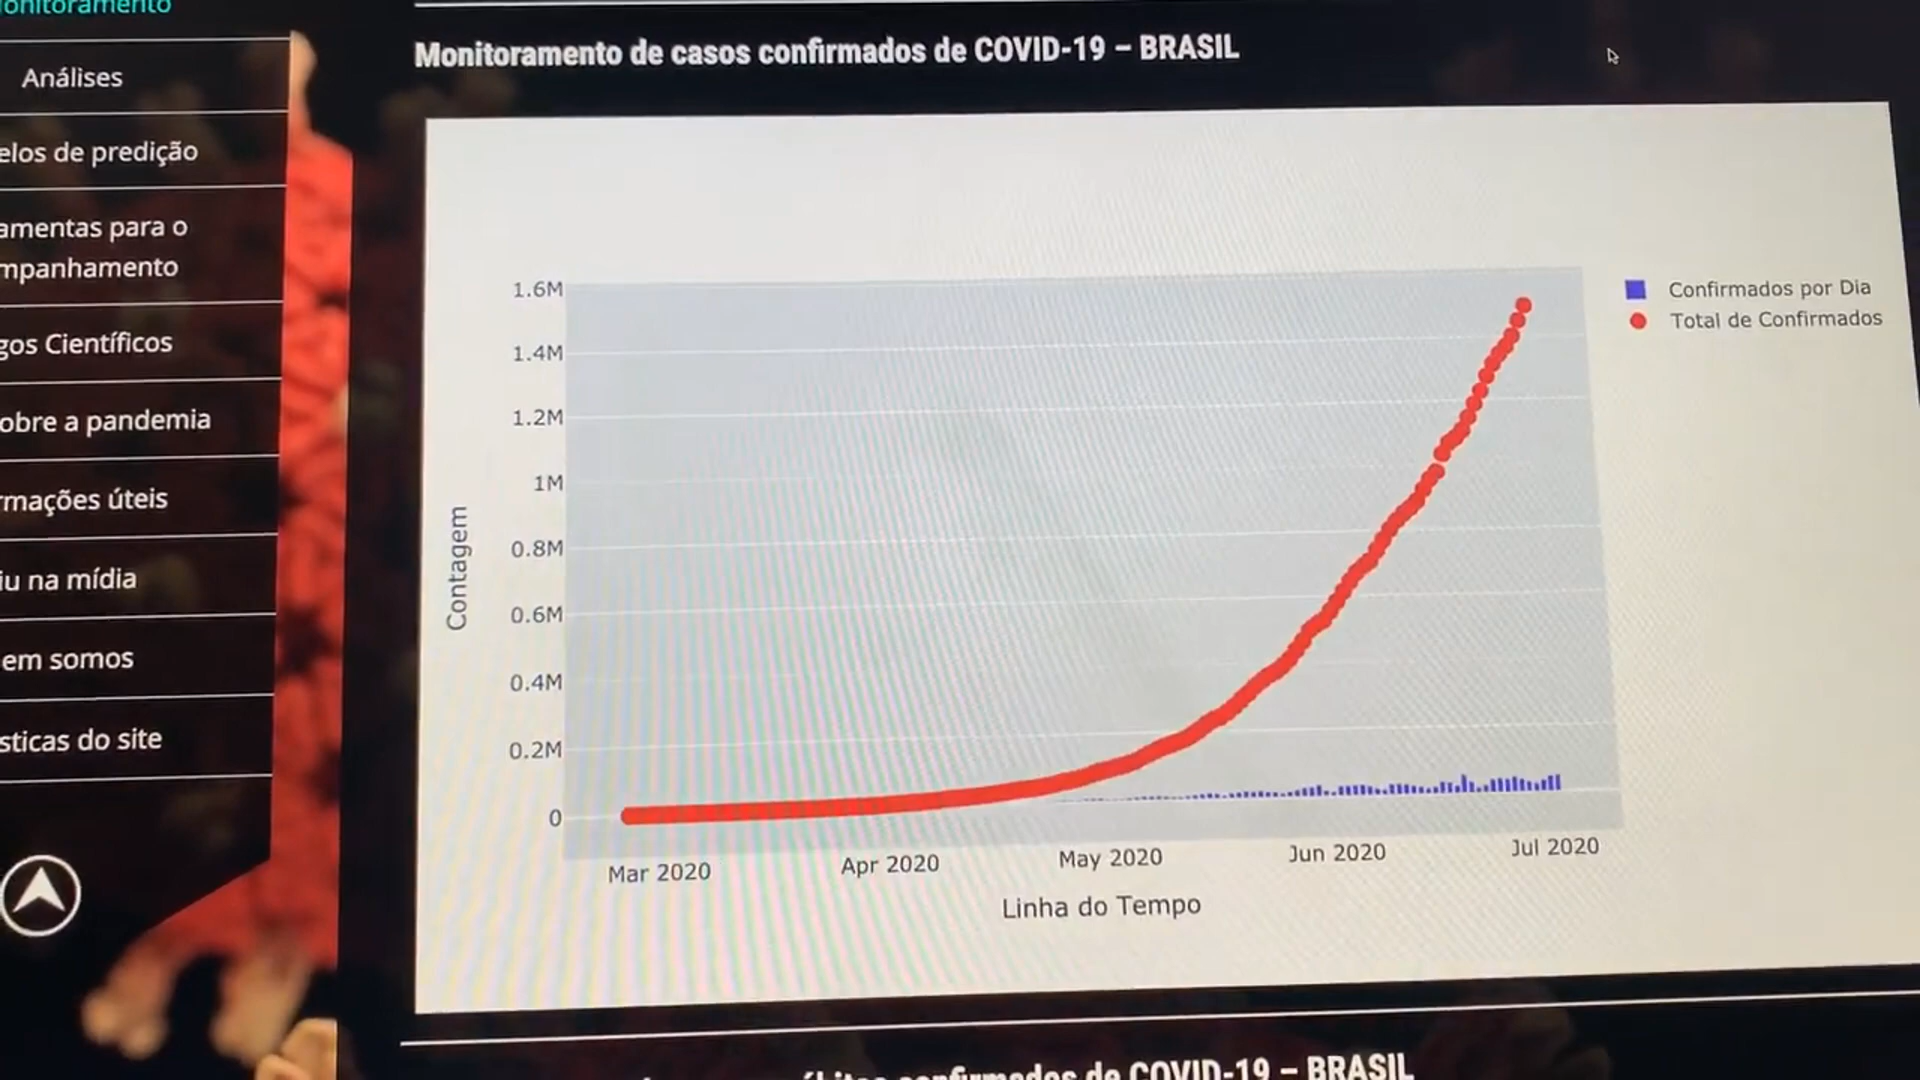 onitoramento
Análises
elos de predição
amentas para o
mpanhamento
gos Científicos
obre a pandemia
rmações úteis
iu na mídia
em somos
sticas do site
Monitoramento de casos confirmados de COVID-19 – BRASIL
1.6M
1.4M
1.2M
1M
0.8M
0.6M
0.4M
0.2M
0
Contagem
Mar 2020
Apr 2020
May 2020
Jun 2020
Jul 2020
Linha do Tempo
Confirmados por Dia
Total de Confirmados
confirmados de COVID-19 – BRASIL